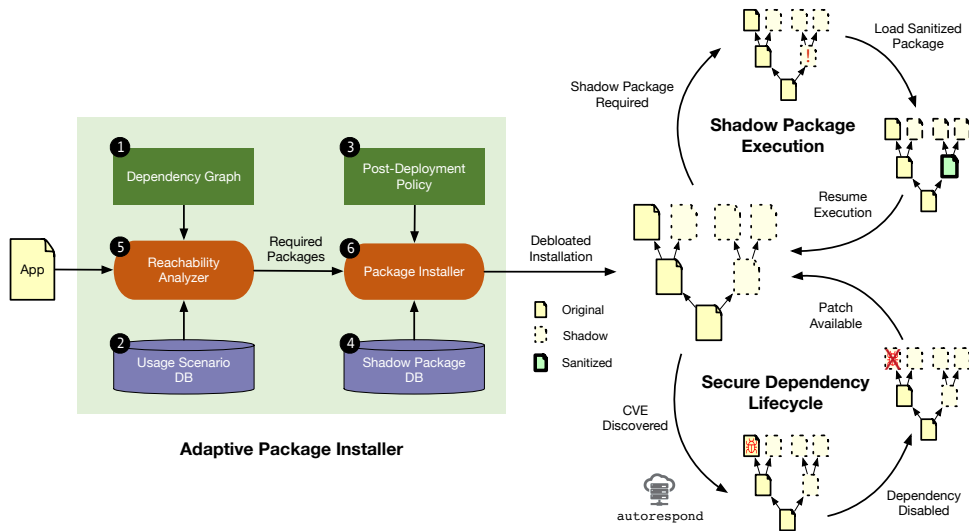 Load Sanitized
Package
Shadow Package
Required
!
Shadow Package
Execution
1
Dependency Graph
3
Post-Deployment
Policy
Resume
Execution
App
5
Reachability
Analyzer
Required
Packages
6
Package Installer
Debloated
Installation
Original
Shadow
Sanitized
Patch
Available
2
Usage Scenario
DB
4
Shadow Package
DB
Secure Dependency
Lifecycle
CVE
Discovered
Adaptive Package Installer
autorespond
Dependency
Disabled